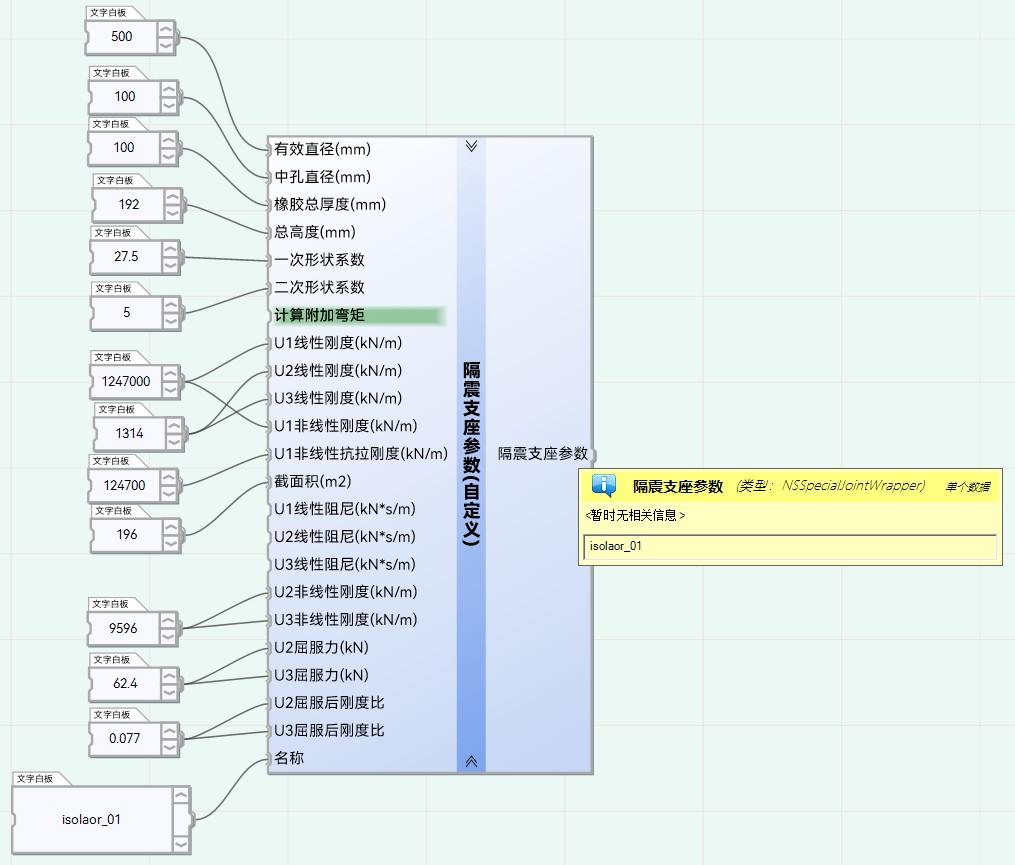 文字白板
500
文字白板
100
文字白板
100
文字白板
192
文字白板
27.5
文字白板
5
文字白板
1247000
文字白板
1314
文字白板
124700
文字白板
196
文字白板
9596
文字白板
62.4
文字白板
0.077
文字白板
isolaor_01
有效直径(mm)
中孔直径(mm)
橡胶总厚度(mm)
总高度(mm)
一次形状系数
二次形状系数
计算附加弯矩
U1线性刚度(kN/m)
U2线性刚度(kN/m)
U3线性刚度(kN/m)
U1非线性刚度(kN/m)
U1非线性抗拉刚度(kN/m)
截面积(m2)
U1线性阻尼(kN*s/m)
U2线性阻尼(kN*s/m)
U3线性阻尼(kN*s/m)
U2非线性刚度(kN/m)
U3非线性刚度(kN/m)
U2屈服力(kN)
U3屈服力(kN)
U2屈服后刚度比
U3屈服后刚度比
名称
隔震支座参数(自定义)
隔震支座参数
隔震支座参数 (类型: NSSpecialJointWrapper) 单个数据
<暂时无相关信息>
isolaor_01